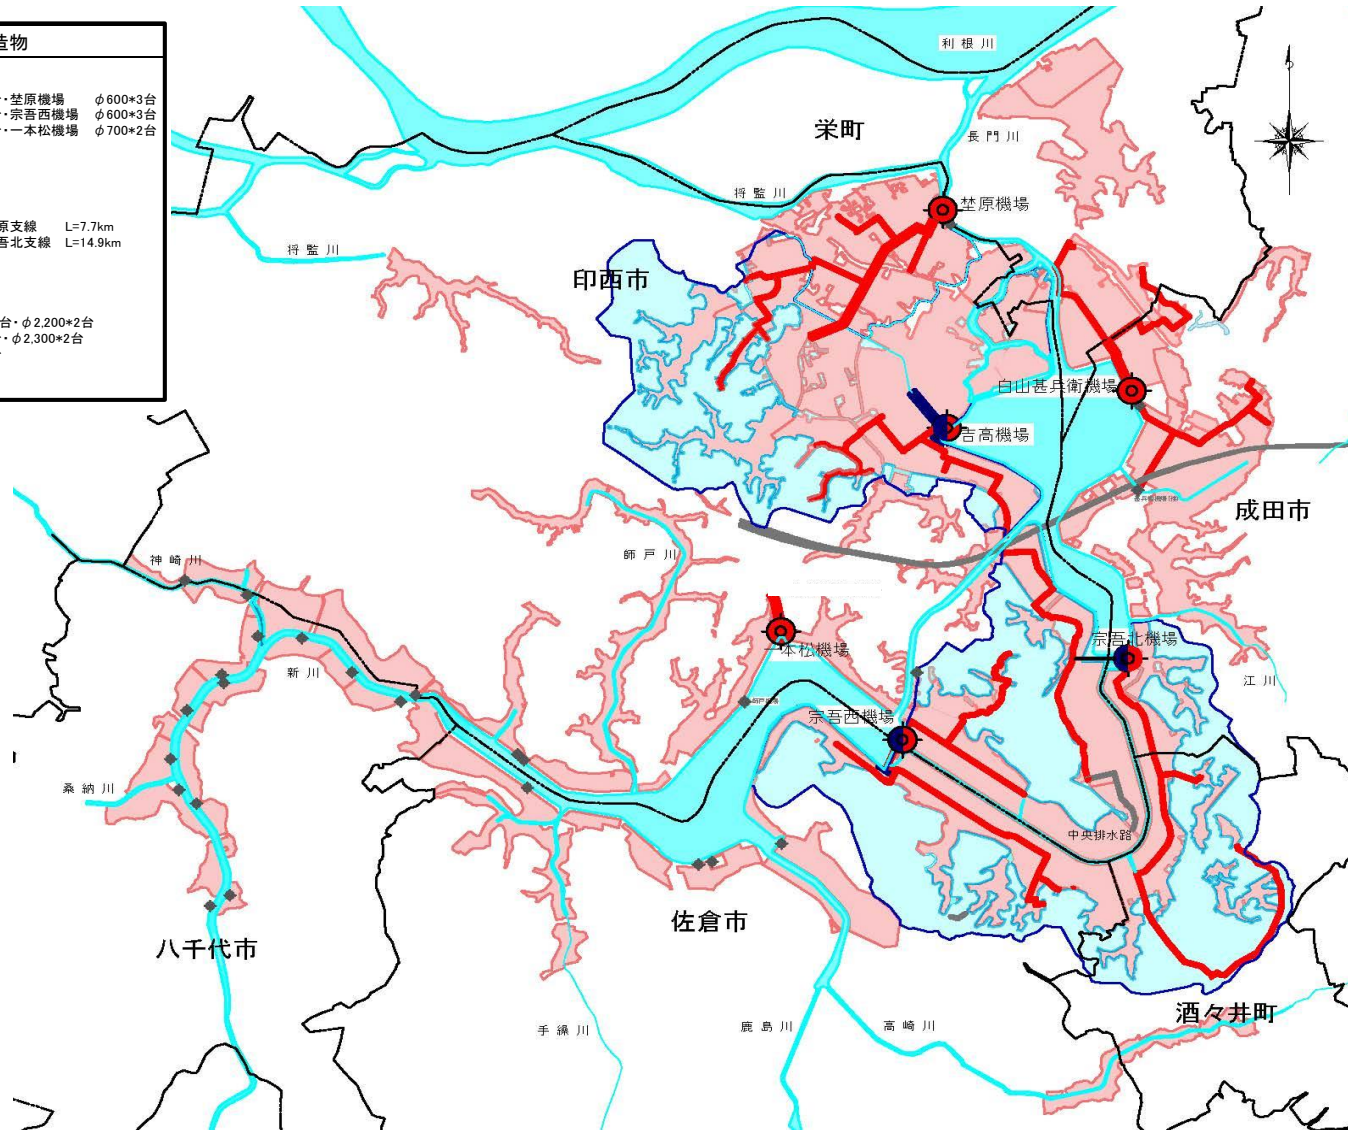 造物
・埜原機場 φ600*3台
・宗吾西機場 φ600*3台
・一本松機場 φ700*2台
原支線 L=7.7km
吾北支線 L=14.9km
台・φ2,200*2台
・φ2,300*2台
利根川
栄町
長門川
将監川
埜原機場
将監川
印西市
白山甚兵衛機場
吉高機場
成田市
師戸川
神崎川
一本松機場
宗吾北機場
新川
江川
宗吾西機場
桑納川
中央排水路
佐倉市
八千代市
酒々井町
手繰川
鹿島川
高崎川